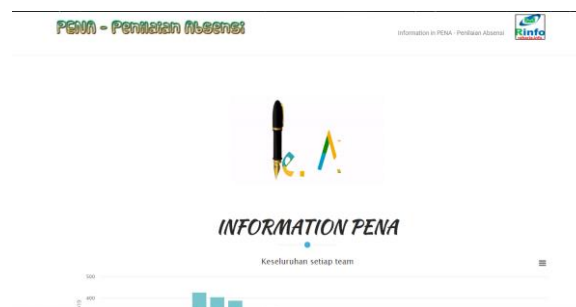 PENA - Penilaian Absensi
Information in PENA - Penilaian Absensi
Rinfo
e. A
INFORMATION PENA
Keseluruhan setiap team
500
400